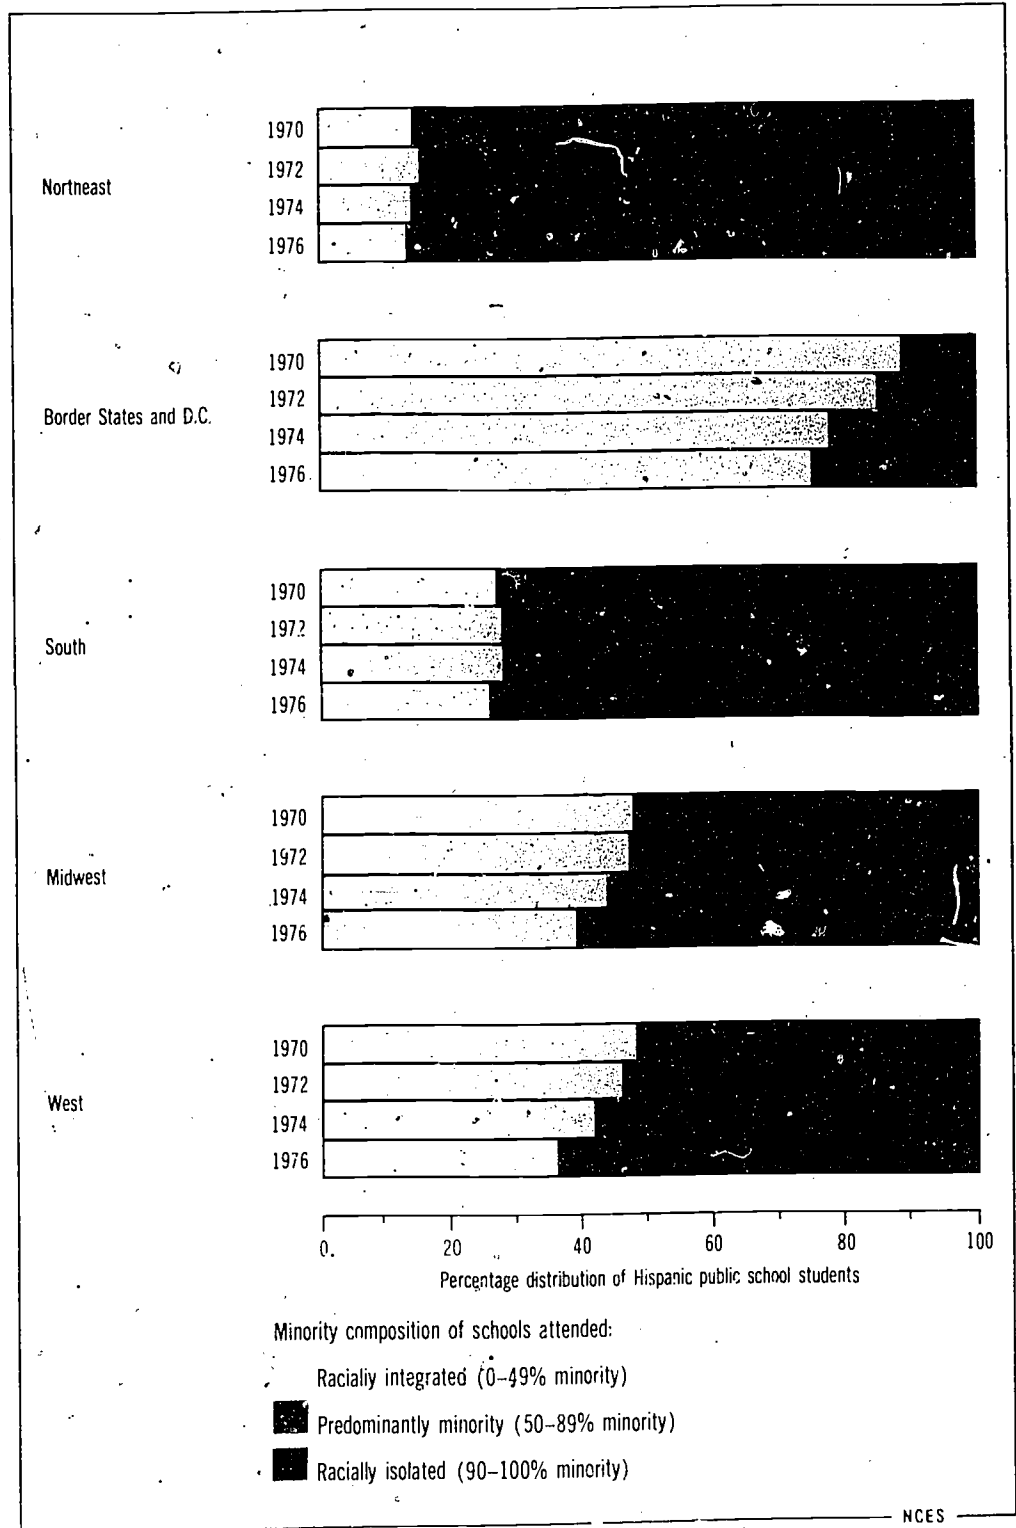 Northeast
1970
1972
1974
1976
Border States and D.C.
1970
1972
1974
1976
South
1970
1972
1974
1976
Midwest
1970
1972
1974
1976
West
1970
1972
1974
1976
0. 20 40 60 80 100
Percentage distribution of Hispanic public school students
Minority composition of schools attended:
Racially integrated (0–49% minority)
Predominantly minority (50–89% minority)
Racially isolated (90–100% minority)
NCES